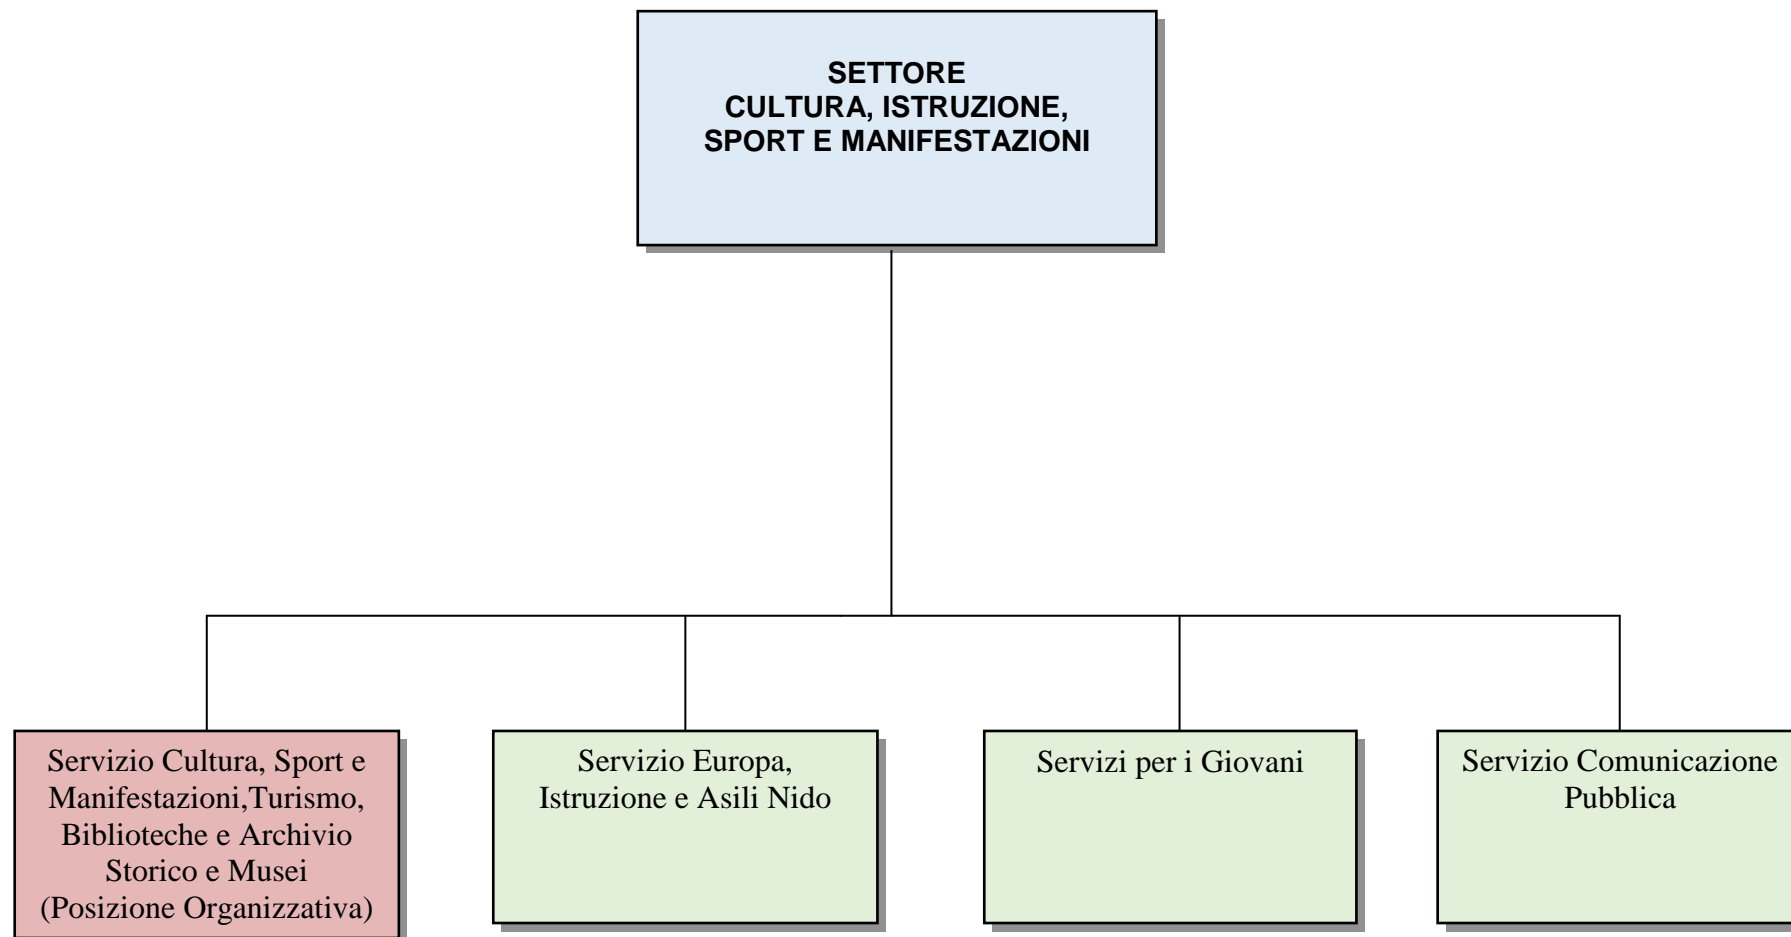 SETTORE
CULTURA, ISTRUZIONE,
SPORT E MANIFESTAZIONI
Servizio Cultura, Sport e
Manifestazioni,Turismo,
Biblioteche e Archivio
Storico e Musei
(Posizione Organizzativa)
Servizio Europa,
Istruzione e Asili Nido
Servizi per i Giovani
Servizio Comunicazione
Pubblica